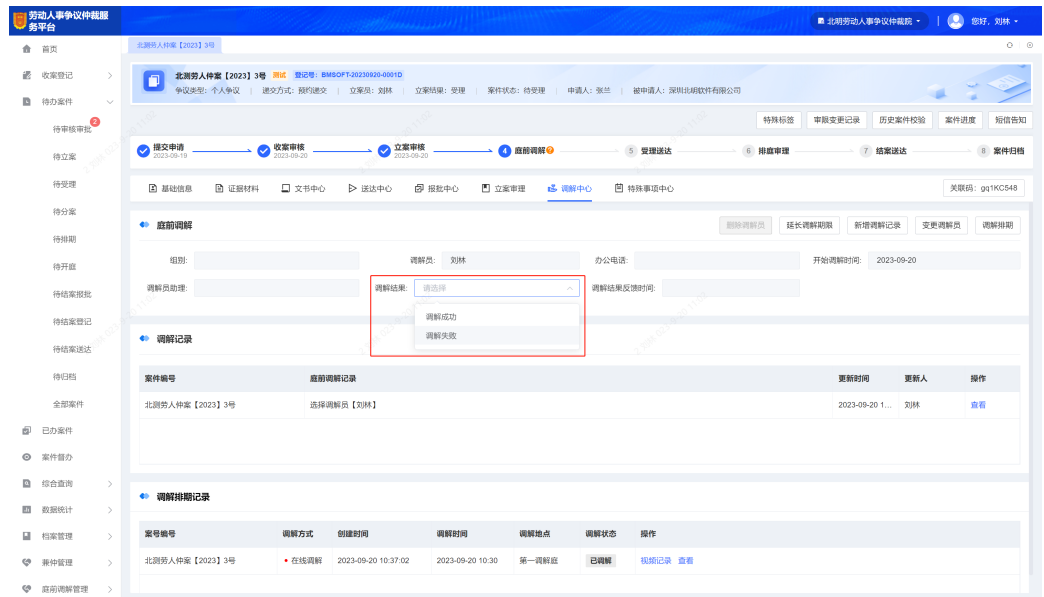 劳动人事争议仲裁服
务平台
北明劳动人事争议仲裁院
您好，刘林
首页
收案登记
待办案件
待审核审批
2
待立案
待受理
待分案
待排期
待开庭
待结案报批
待结案登记
待结案送达
待归档
全部案件
已办案件
案件督办
综合查询
数据统计
档案管理
兼仲管理
庭前调解管理
北测劳人仲案【2023】3号
北测劳人仲案【2023】3号 测试 登记号：BMSOFT-20230920-0001D
争议类型：个人争议 | 递交方式：预约递交 | 立案员：刘林 | 立案结果：受理 | 案件状态：待受理 | 申请人：张兰 | 被申请人：深圳北明软件有限公司
特殊标签 审限变更记录 历史案件校验 案件进度 短信告知
提交申请 收案审核 立案审核 4 庭前调解 5 受理送达 6 排庭审理 7 结案送达 8 案件归档
2023-09-19 2023-09-20 2023-09-20
基础信息 证据材料 文书中心 送达中心 报批中心 立案审理 调解中心 特殊事项中心 关联码：gq1KC548
庭前调解 删除调解员 延长调解期限 新增调解记录 变更调解员 调解排期
组别： 调解员： 刘林 办公电话： 开始调解时间： 2023-09-20
调解员助理： 调解结果： 请选择 调解结果反馈时间：
调解成功
调解失败
调解记录
案件编号 庭前调解记录 更新时间 更新人 操作
北测劳人仲案【2023】3号 选择调解员【刘林】 2023-09-20 1... 刘林 查看
调解排期记录
案号编号 调解方式 创建时间 调解时间 调解地点 调解状态 操作
北测劳人仲案【2023】3号 在线调解 2023-09-20 10:37:02 2023-09-20 10:30 第一调解庭 已调解 视频记录 查看